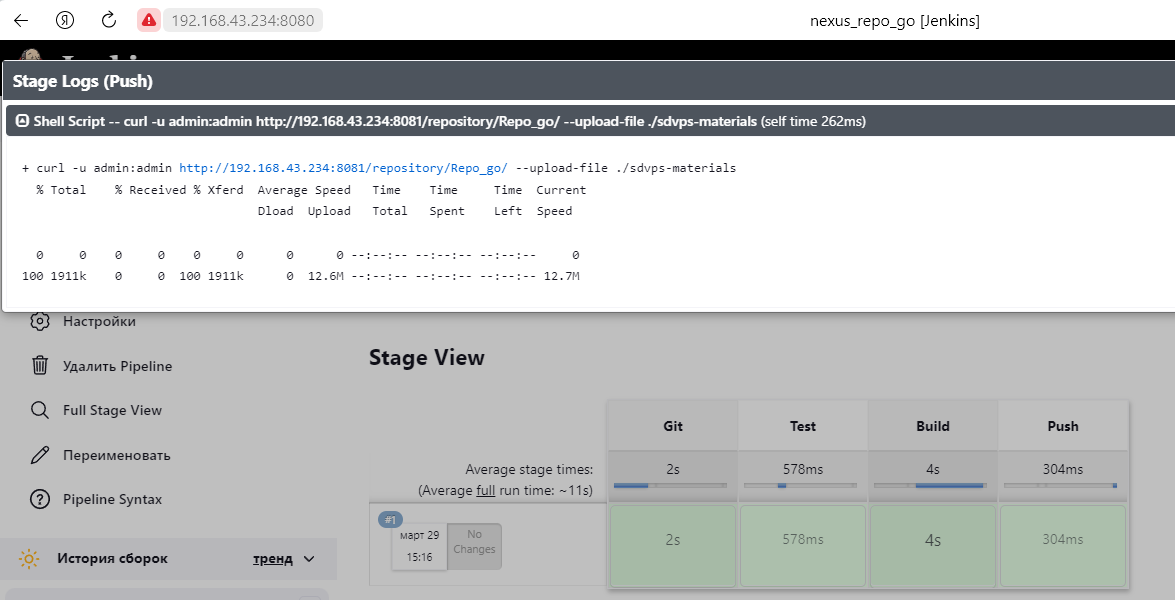 192.168.43.234:8080
nexus_repo_go [Jenkins]
Stage Logs (Push)
Shell Script -- curl -u admin:admin http://192.168.43.234:8081/repository/Repo_go/ --upload-file ./sdvps-materials (self time 262ms)
+ curl -u admin:admin http://192.168.43.234:8081/repository/Repo_go/ --upload-file ./sdvps-materials
% Total % Received % Xferd Average Speed Time Time Time Current
Dload Upload Total Spent Left Speed
0 0 0 0 0 0 0 0 --:--:-- --:--:-- --:--:-- 0
100 1911k 0 0 100 1911k 0 12.6M --:--:-- --:--:-- --:--:-- 12.7M
Настройки
Удалить Pipeline
Full Stage View
Переименовать
Pipeline Syntax
История сборок тренд
Stage View
Git Test Build Push
Average stage times: 2s 578ms 4s 304ms
(Average full run time: ~11s)
#1
март 29
15:16
No
Changes
2s 578ms 4s 304ms